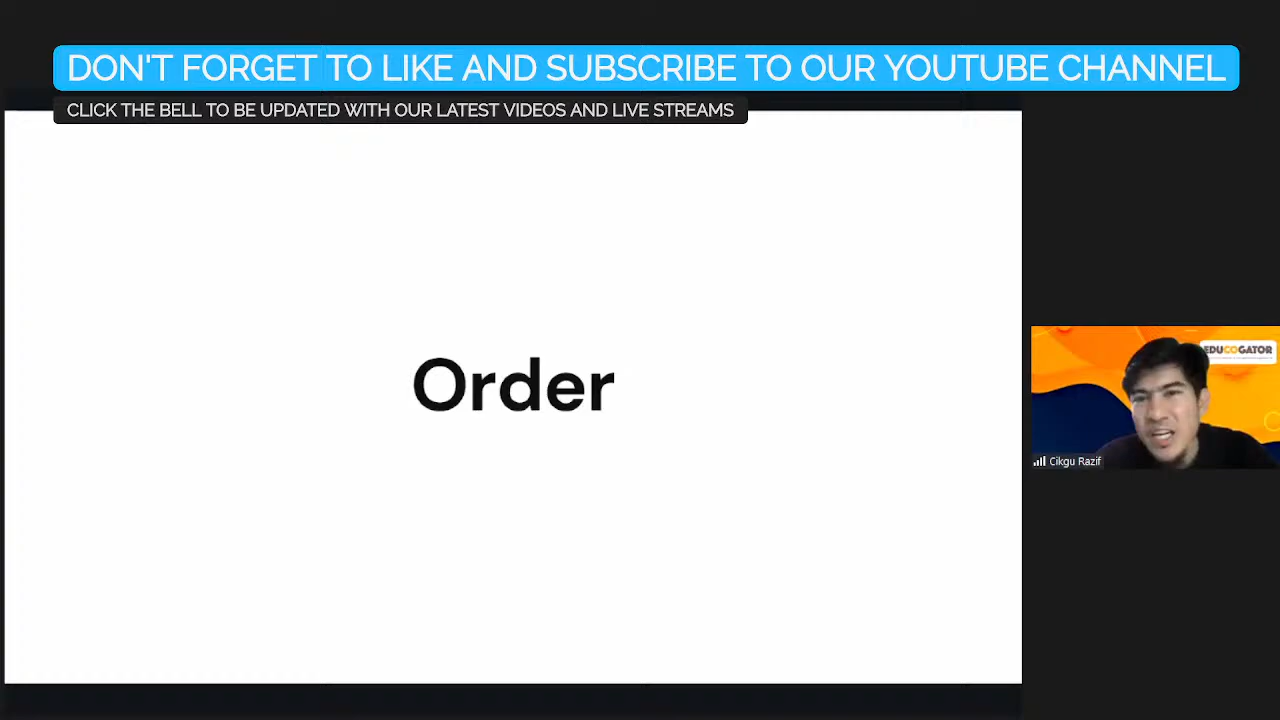 DON'T FORGET TO LIKE AND SUBSCRIBE TO OUR YOUTUBE CHANNEL
CLICK THE BELL TO BE UPDATED WITH OUR LATEST VIDEOS AND LIVE STREAMS
Order
EDUCOGATOR
Cikgu Razif